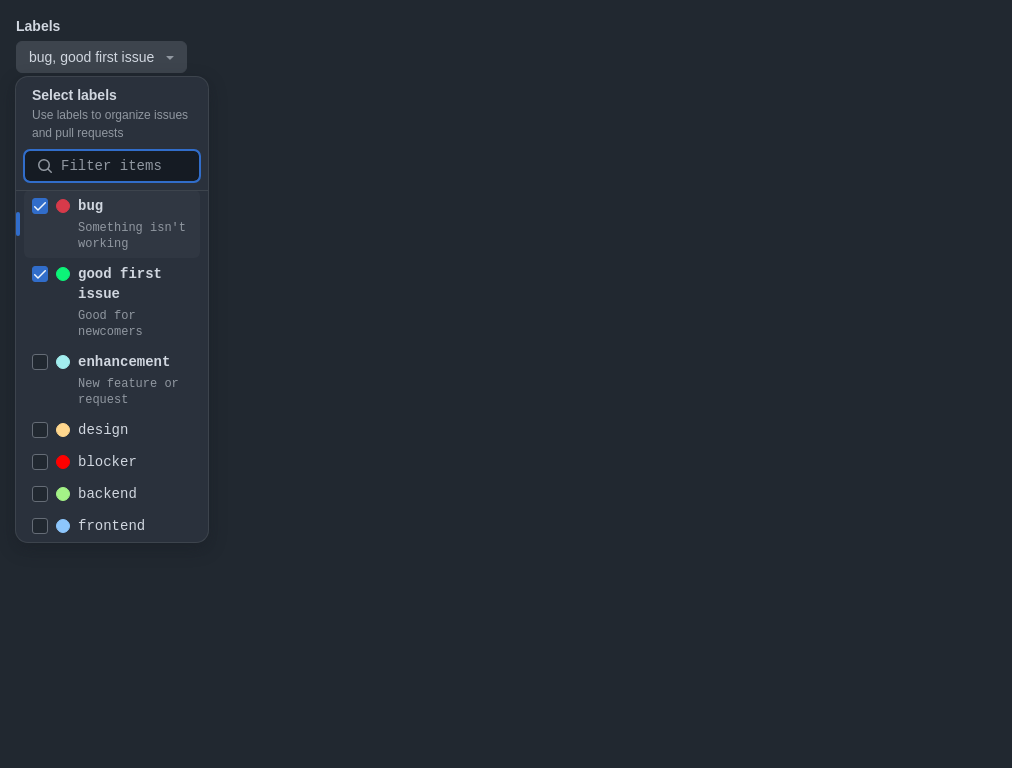 Labels
bug, good first issue
Select labels
Use labels to organize issues
and pull requests
Filter items
bug
Something isn't
working
good first
issue
Good for
newcomers
enhancement
New feature or
request
design
blocker
backend
frontend